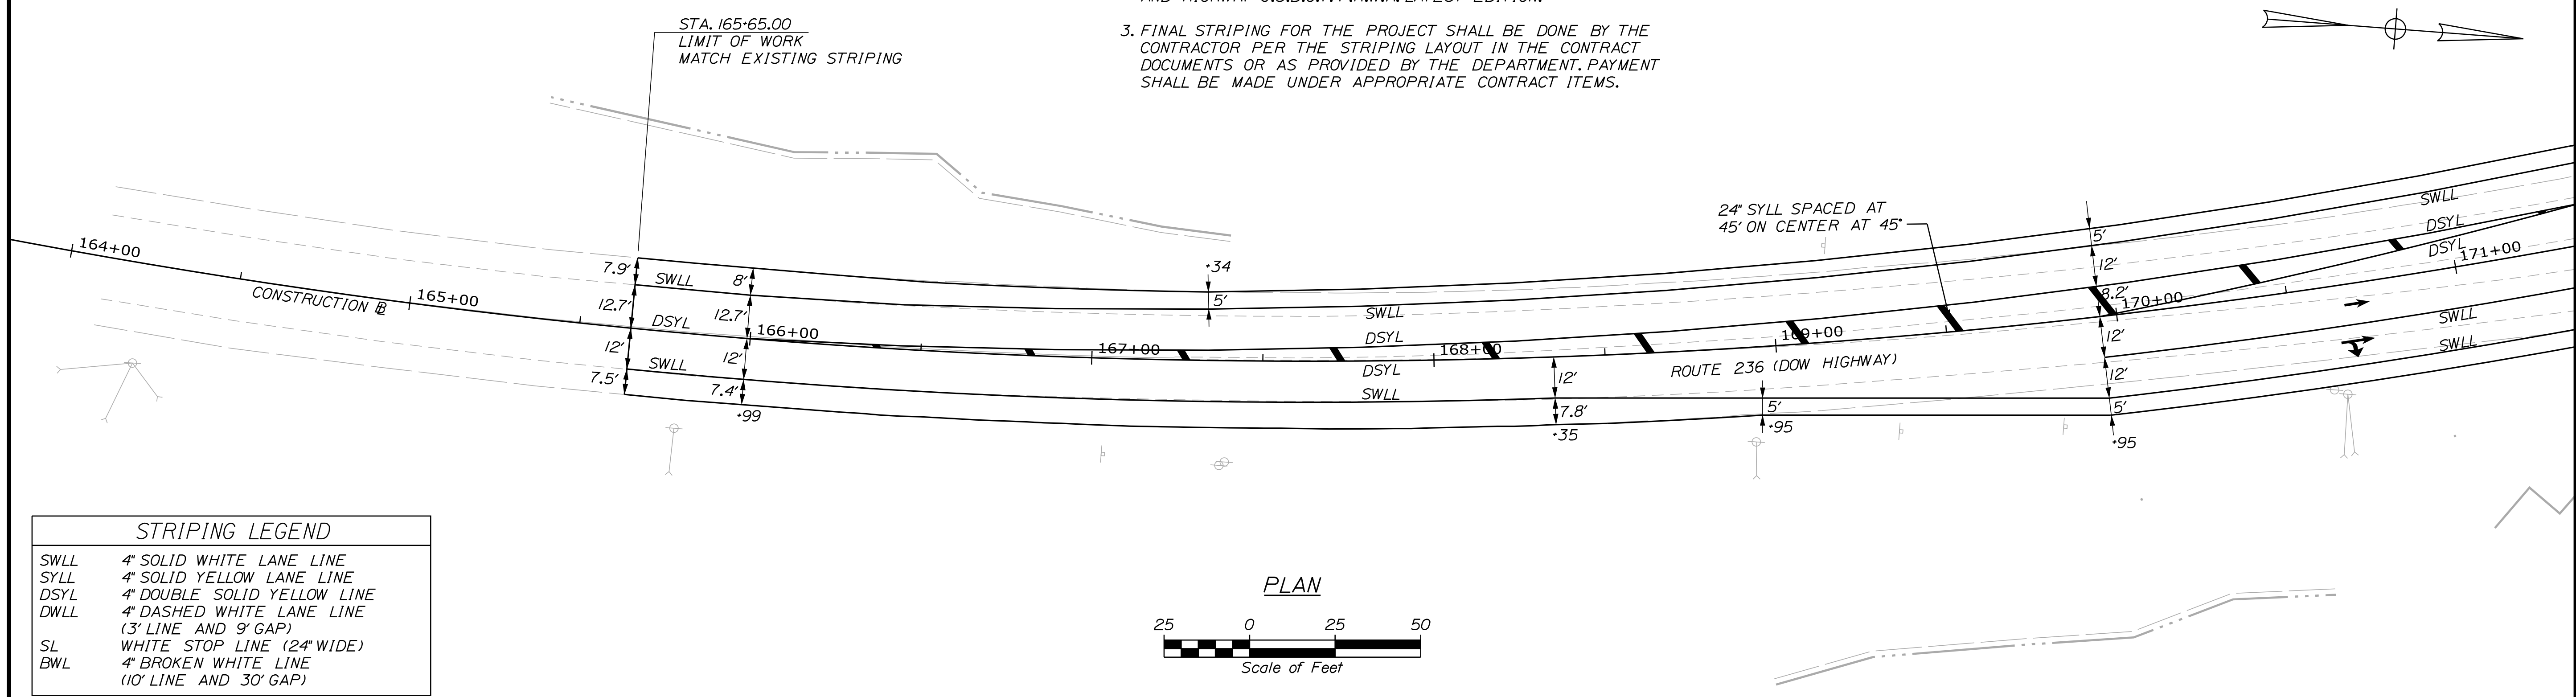 AND HIGHWAY
STA. 165+65.00
LIMIT OF WORK
MATCH EXISTING STRIPING
3. FINAL STRIPING FOR THE PROJECT SHALL BE DONE BY THE
CONTRACTOR PER THE STRIPING LAYOUT IN THE CONTRACT
DOCUMENTS OR AS PROVIDED BY THE DEPARTMENT. PAYMENT
SHALL BE MADE UNDER APPROPRIATE CONTRACT ITEMS.
24" SYLL SPACED AT
45' ON CENTER AT 45°
164+00
165+00
166+00
167+00
168+00
169+00
170+00
171+00
CONSTRUCTION BL
7.9'
12.7'
12'
7.5'
8'
12.7'
12'
7.4'
+99
SWLL
DSYL
SWLL
+34
5'
SWLL
DSYL
DSYL
SWLL
12'
7.8'
+35
ROUTE 236 (DOW HIGHWAY)
5'
+95
5'
12'
8.2'
12'
12'
5'
+95
SWLL
DSYL
DSYL
SWLL
SWLL
STRIPING LEGEND
SWLL 4" SOLID WHITE LANE LINE
SYLL 4" SOLID YELLOW LANE LINE
DSYL 4" DOUBLE SOLID YELLOW LINE
DWLL 4" DASHED WHITE LANE LINE
(3' LINE AND 9' GAP)
SL WHITE STOP LINE (24" WIDE)
BWL 4" BROKEN WHITE LINE
(10' LINE AND 30' GAP)
PLAN
25 0 25 50
Scale of Feet